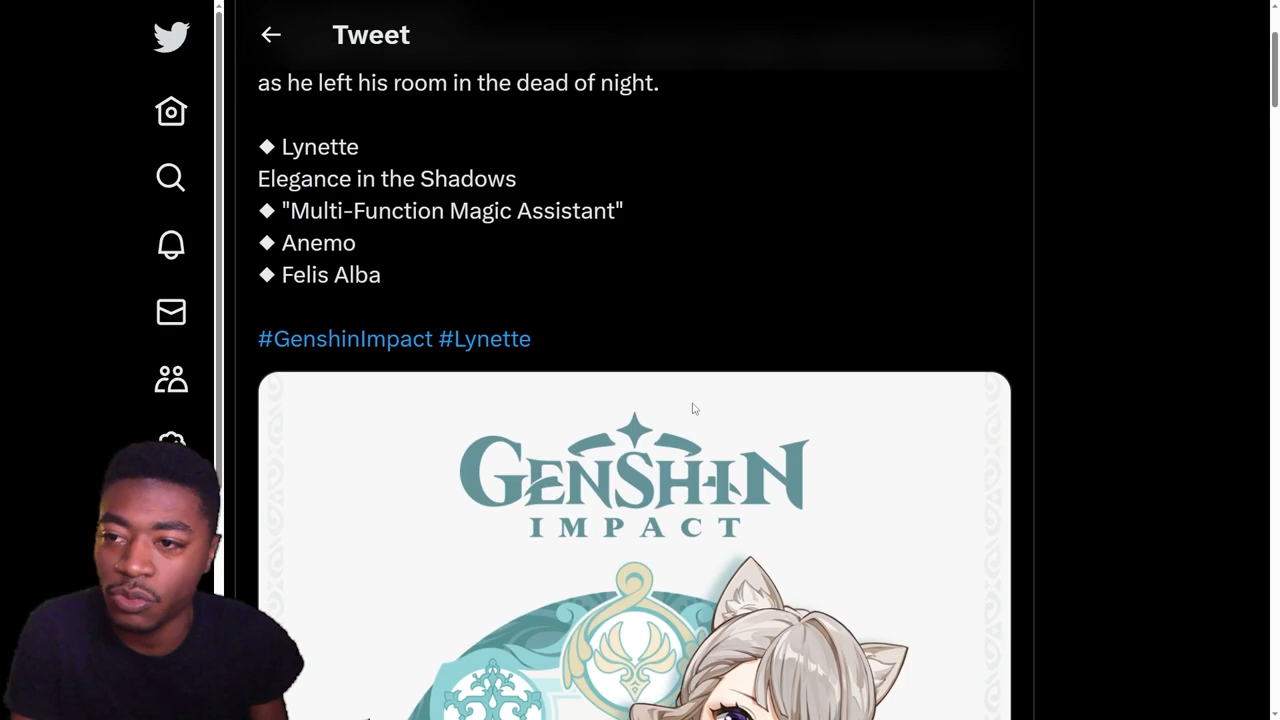 Tweet
as he left his room in the dead of night.
◆ Lynette
Elegance in the Shadows
◆ "Multi-Function Magic Assistant"
◆ Anemo
◆ Felis Alba
#GenshinImpact #Lynette
GENSHIN
IMPACT